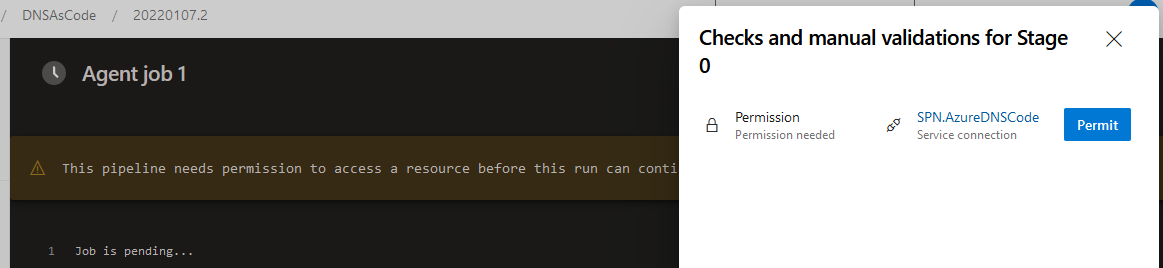 / DNSAsCode / 20220107.2
Agent job 1
This pipeline needs permission to access a resource before this run can conti
1 Job is pending...
Checks and manual validations for Stage
0
Permission
Permission needed
SPN.AzureDNSCode
Service connection
Permit